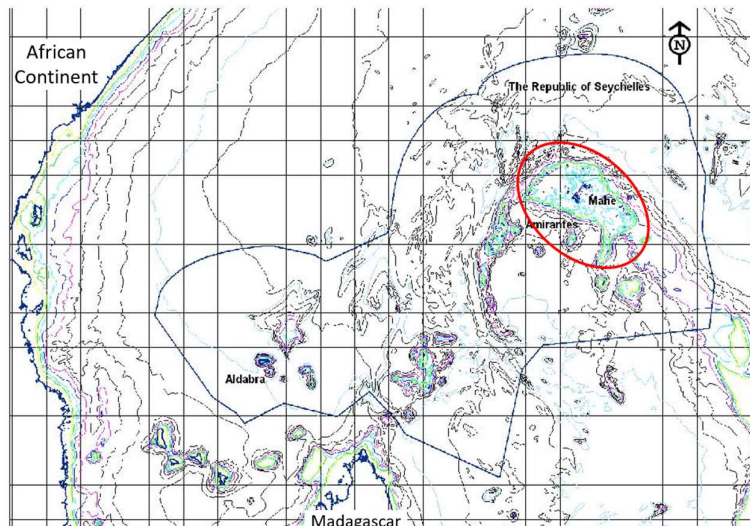 African
Continent
N
The Republic of Seychelles
Mahe
Amirantes
Aldabra
Madagascar